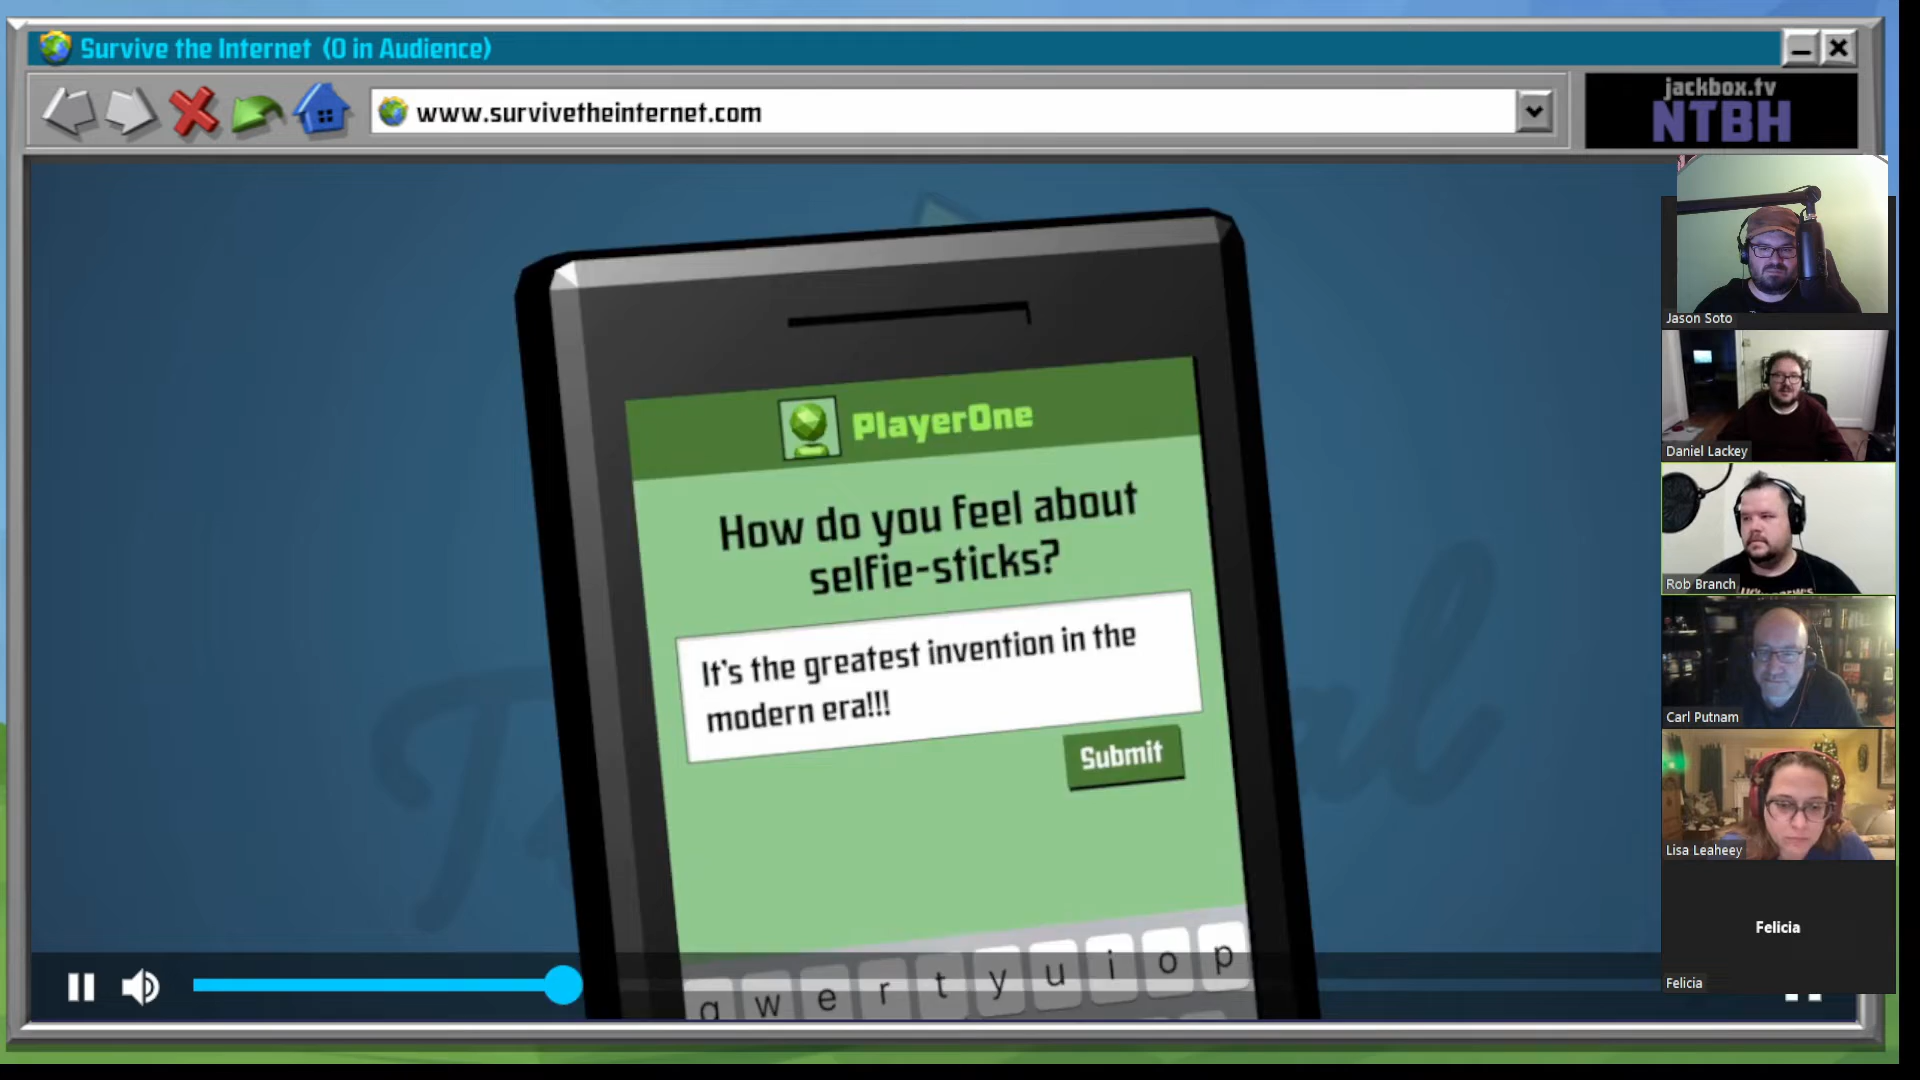 Survive the Internet (0 in Audience)
www.survivetheinternet.com
jackbox.tv
NTBH
PlayerOne
How do you feel about
selfie-sticks?
It's the greatest invention in the
modern era!!!
Submit
q w e r t y u i o p
Jason Soto
Daniel Lackey
Rob Branch
Carl Putnam
Lisa Leaheey
Felicia
Felicia